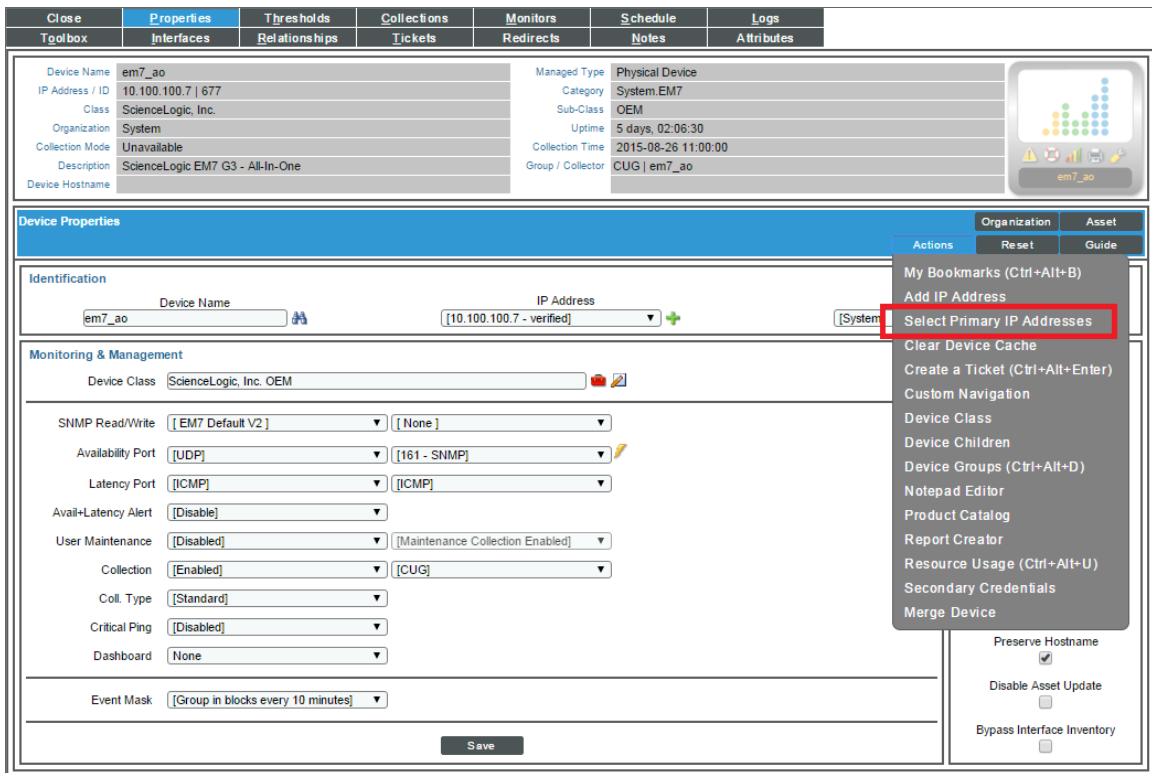 Close Properties Thresholds Collections Monitors Schedule Logs
Toolbox Interfaces Relationships Tickets Redirects Notes Attributes
Device Name em7_ao Managed Type Physical Device
IP Address / ID 10.100.100.7 | 677 Category System.EM7
Class ScienceLogic, Inc. Sub-Class OEM
Organization System Uptime 5 days, 02:06:30
Collection Mode Unavailable Collection Time 2015-08-26 11:00:00
Description ScienceLogic EM7 G3 - All-In-One Group / Collector CUG | em7_ao
Device Hostname
em7_ao
Device Properties Organization Asset
Actions Reset Guide
Identification
Device Name IP Address
em7_ao [10.100.100.7 - verified] [System
Monitoring & Management
Device Class ScienceLogic, Inc. OEM
SNMP Read/Write [ EM7 Default V2 ] [ None ]
Availability Port [UDP] [161 - SNMP]
Latency Port [ICMP] [ICMP]
Avail+Latency Alert [Disable]
User Maintenance [Disabled] [Maintenance Collection Enabled]
Collection [Enabled] [CUG]
Coll. Type [Standard]
Critical Ping [Disabled]
Dashboard None
Event Mask [Group in blocks every 10 minutes]
Save
My Bookmarks (Ctrl+Alt+B)
Add IP Address
Select Primary IP Addresses
Clear Device Cache
Create a Ticket (Ctrl+Alt+Enter)
Custom Navigation
Device Class
Device Children
Device Groups (Ctrl+Alt+D)
Notepad Editor
Product Catalog
Report Creator
Resource Usage (Ctrl+Alt+U)
Secondary Credentials
Merge Device
Preserve Hostname
Disable Asset Update
Bypass Interface Inventory